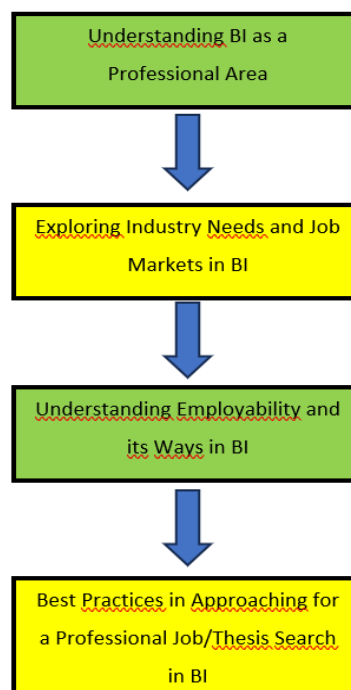 Understanding BI as a
Professional Area
Exploring Industry Needs and Job
Markets in BI
Understanding Employability and
its Ways in BI
Best Practices in Approaching for
a Professional Job/Thesis Search
in BI